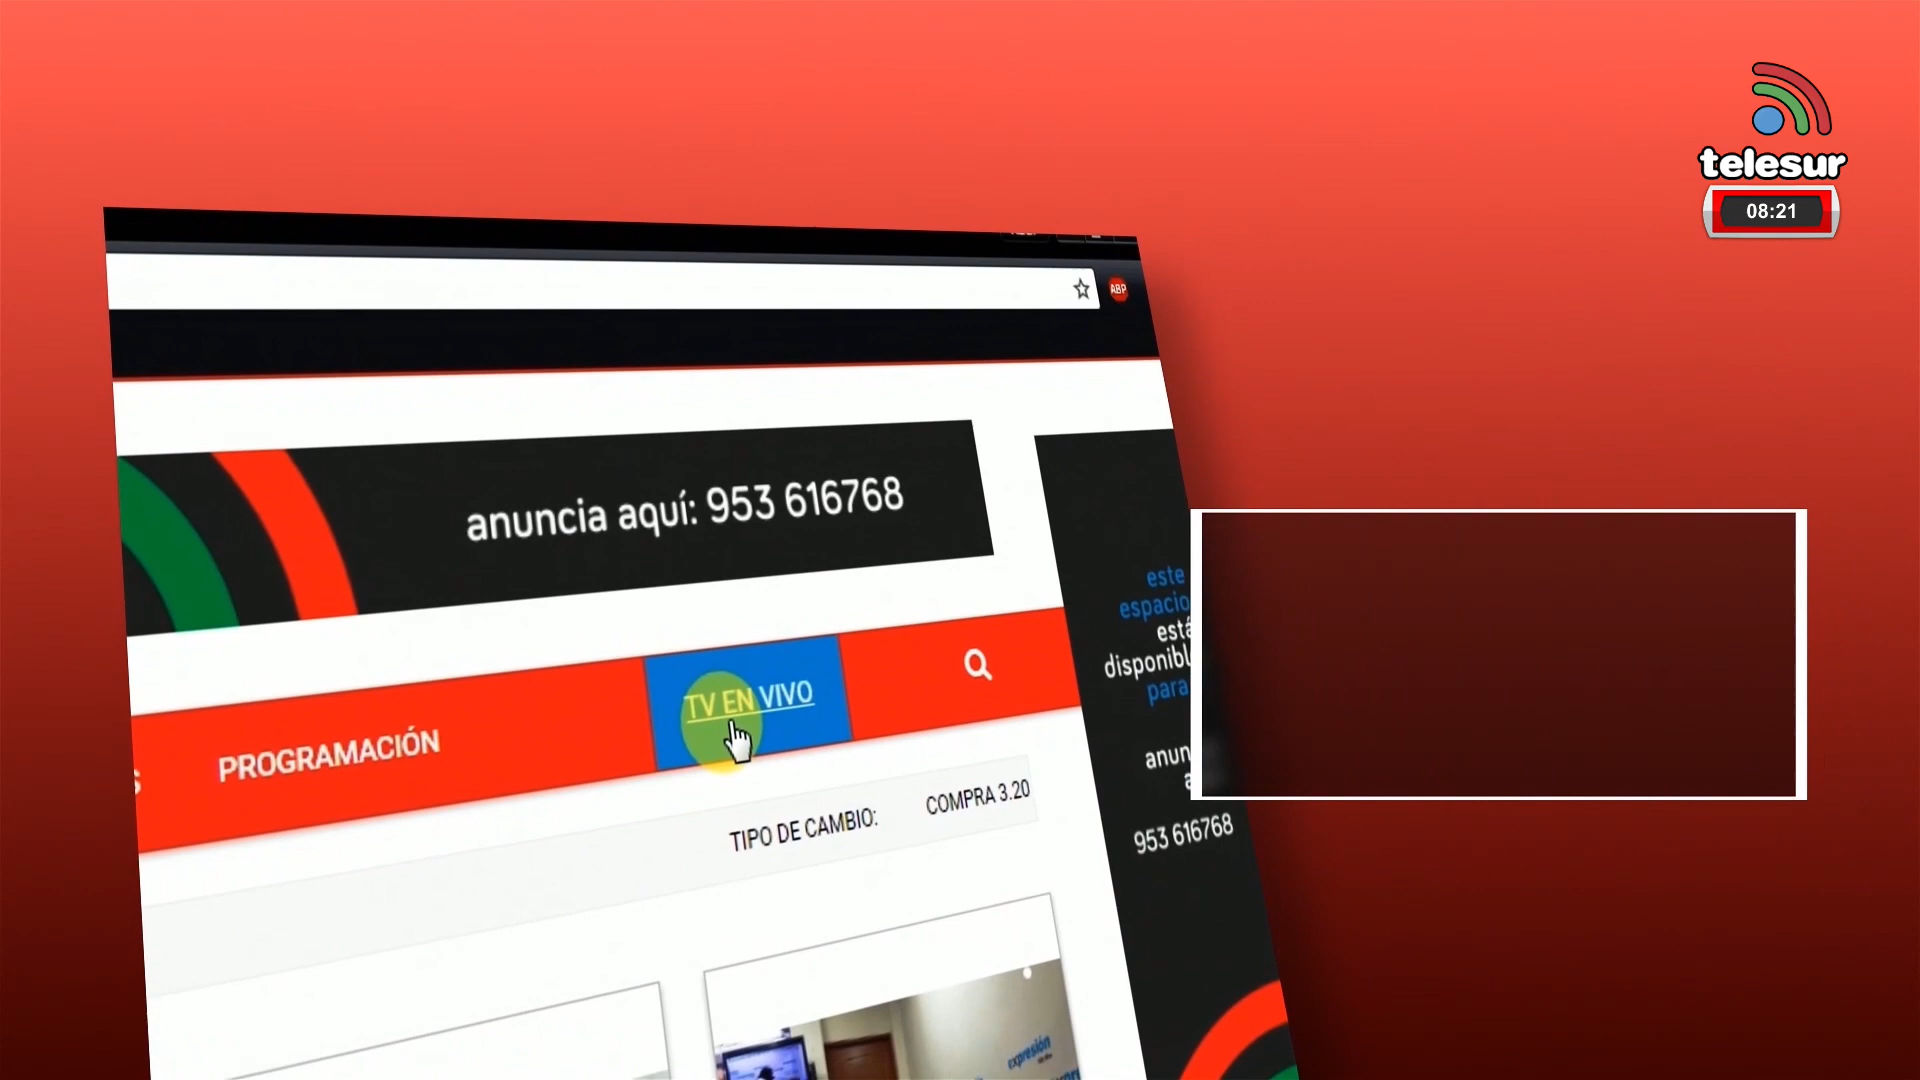 telesur
08:21
ABP
anuncia aquí: 953 616768
este
espacio
está
disponibl
para
PROGRAMACIÓN
TV EN VIVO
anun
a
953 616768
TIPO DE CAMBIO:
COMPRA 3.20
expresión